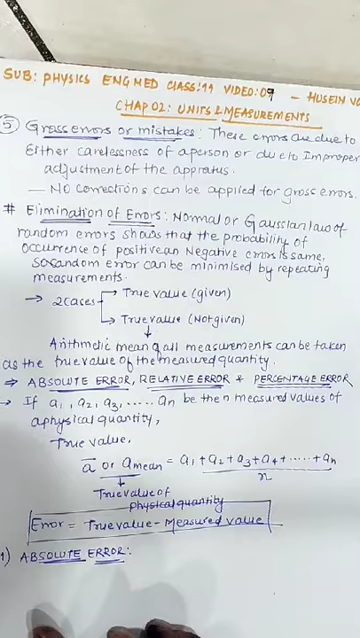 SUB: PHYSICS ENG MED CLASS: 11 VIDEO: 07 - HUSEIN
CHAP 02: UNITS & MEASUREMENTS
5) Gross errors or mistakes: These errors are due to
Either carelessness of a person or due to Improper
adjustment of the appratus.
— No corrections can be applied for gross errors.
# Elimination of Errors: Normal or Gaussian law of
random errors shows that the probability of
occurrence of positive an Negative error is same,
So random error can be minimised by repeating
measurements.
→ 2 cases → True value (given)
→ True value (Not given)
Arithmetic mean of all measurements can be taken
as the true value of the measured quantity.
⇒ ABSOLUTE ERROR, RELATIVE ERROR & PERCENTAGE ERROR
→ If a₁, a₂, a₃, ..... an be the n measured values of
a physical quantity,
True value,
a̅ or amean = a₁+a₂+a₃+a₄+.....+an
n
True value of
physical quantity
Error = True value - Measured value
1) ABSOLUTE ERROR: